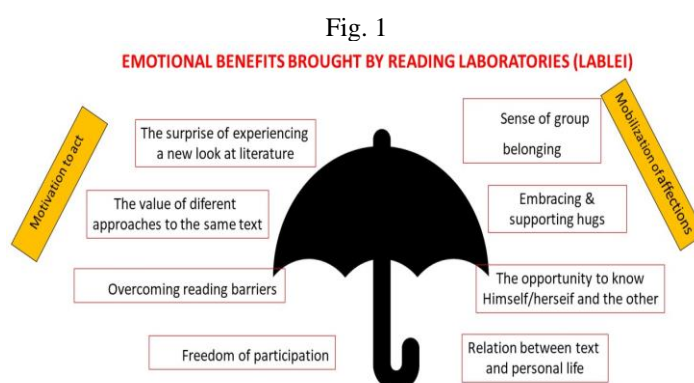 Fig. 1
EMOTIONAL BENEFITS BROUGHT BY READING LABORATORIES (LABLEI)
Motivation to act
The surprise of experiencing
a new look at literature
The value of diferent
approaches to the same text
Overcoming reading barriers
Freedom of participation
Sense of group
belonging
Embracing &
supporting hugs
The opportunity to know
Himself/herseif and the other
Relation between text
and personal life
Mobilization of affections